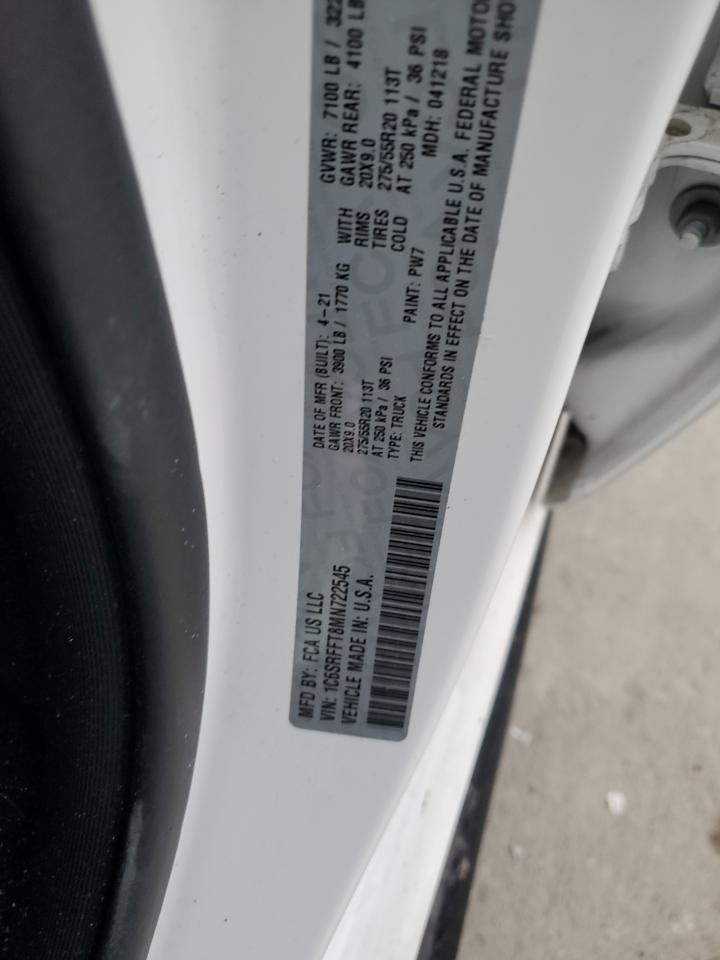 MFD BY: FCA US LLC
VIN: 1C6SRFFT8MN722545
VEHICLE MADE IN: U.S.A.
DATE OF MFR (BUILT): 4-21 GVWR: 7100 LB / 322
GAWR FRONT: 3900 LB / 1770 KG WITH GAWR REAR: 4100 LB
20X9.0 RIMS 20X9.0
275/55R20 113T TIRES 275/55R20 113T
AT 250 kPa / 36 PSI COLD AT 250 kPa / 36 PSI
TYPE: TRUCK PAINT: PW7 MDH: 041218
THIS VEHICLE CONFORMS TO ALL APPLICABLE U.S.A. FEDERAL MOTOR
STANDARDS IN EFFECT ON THE DATE OF MANUFACTURE SHO